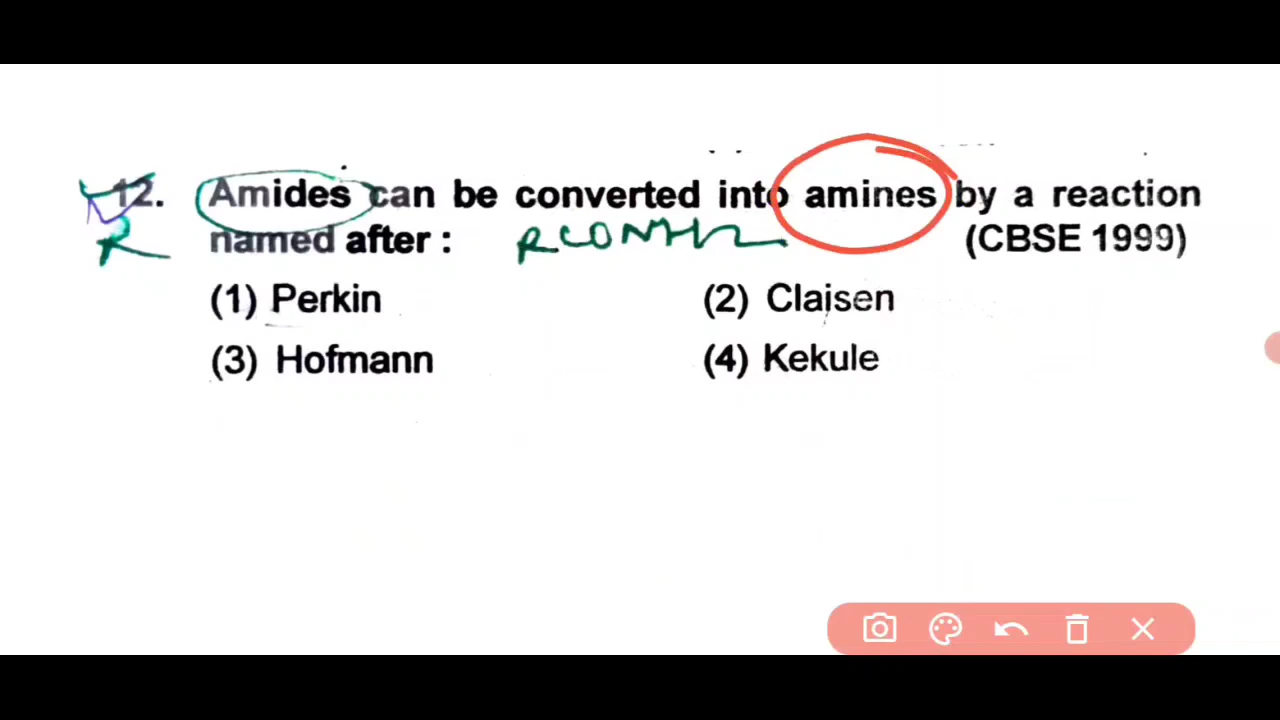 12. Amides can be converted into amines by a reaction
named after : RCONH2 (CBSE 1999)
(1) Perkin (2) Claisen
(3) Hofmann (4) Kekule